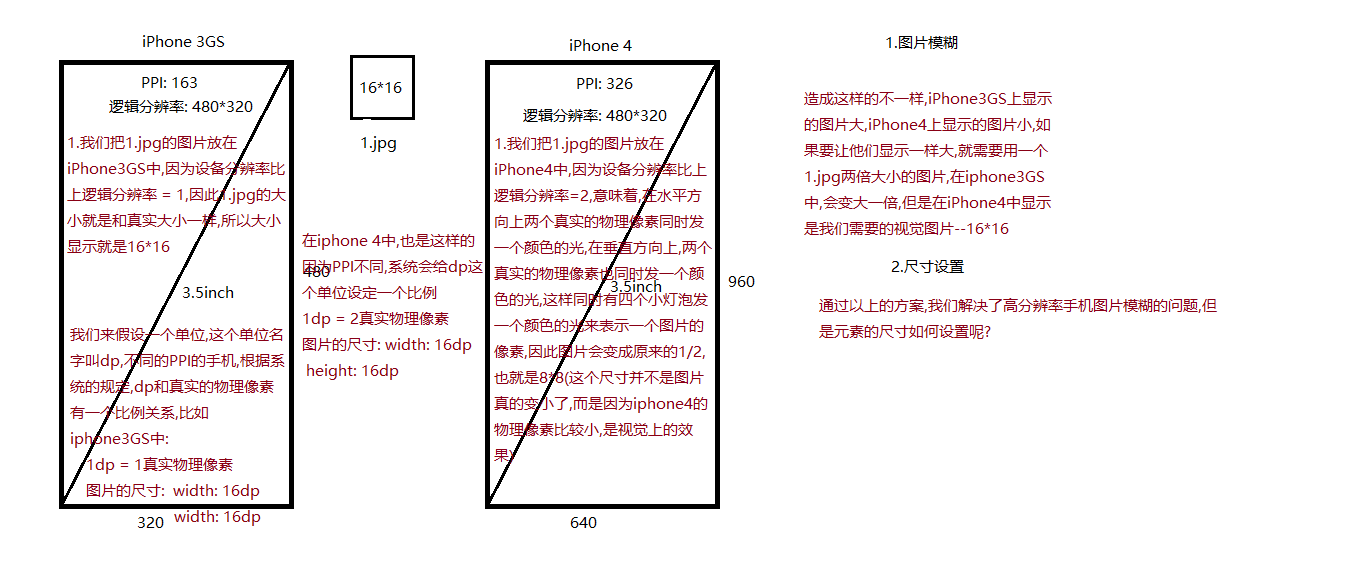 iPhone 3GS
PPI: 163
逻辑分辨率: 480*320
1.我们把1.jpg的图片放在
iPhone3GS中,因为设备分辨率比
上逻辑分辨率 = 1,因此1.jpg的大
小就是和真实大小一样,所以大小
显示就是16*16
3.5inch
我们来假设一个单位,这个单位名
字叫dp,不同的PPI的手机,根据系
统的规定,dp和真实的物理像素
有一个比例关系,比如
iphone3GS中:
1dp = 1真实物理像素
图片的尺寸: width: 16dp
width: 16dp
320
480
16*16
1.jpg
在iphone 4中,也是这样的
因为PPI不同,系统会给dp这
个单位设定一个比例
1dp = 2真实物理像素
图片的尺寸: width: 16dp
height: 16dp
iPhone 4
PPI: 326
逻辑分辨率: 480*320
1.我们把1.jpg的图片放在
iPhone4中,因为设备分辨率比上
逻辑分辨率=2,意味着,在水平方
向上两个真实的物理像素同时发
一个颜色的光,在垂直方向上,两个
真实的物理像素也同时发一个颜
色的光,这样同时有四个小灯泡发
一个颜色的光来表示一个图片的
像素,因此图片会变成原来的1/2,
也就是8*8(这个尺寸并不是图片
真的变小了,而是因为iphone4的
物理像素比较小,是视觉上的效
果)
3.5inch
960
640
1.图片模糊
造成这样的不一样,iPhone3GS上显示
的图片大,iPhone4上显示的图片小,如
果要让他们显示一样大,就需要用一个
1.jpg两倍大小的图片,在iphone3GS
中,会变大一倍,但是在iPhone4中显示
是我们需要的视觉图片--16*16
2.尺寸设置
通过以上的方案,我们解决了高分辨率手机图片模糊的问题,但
是元素的尺寸如何设置呢?